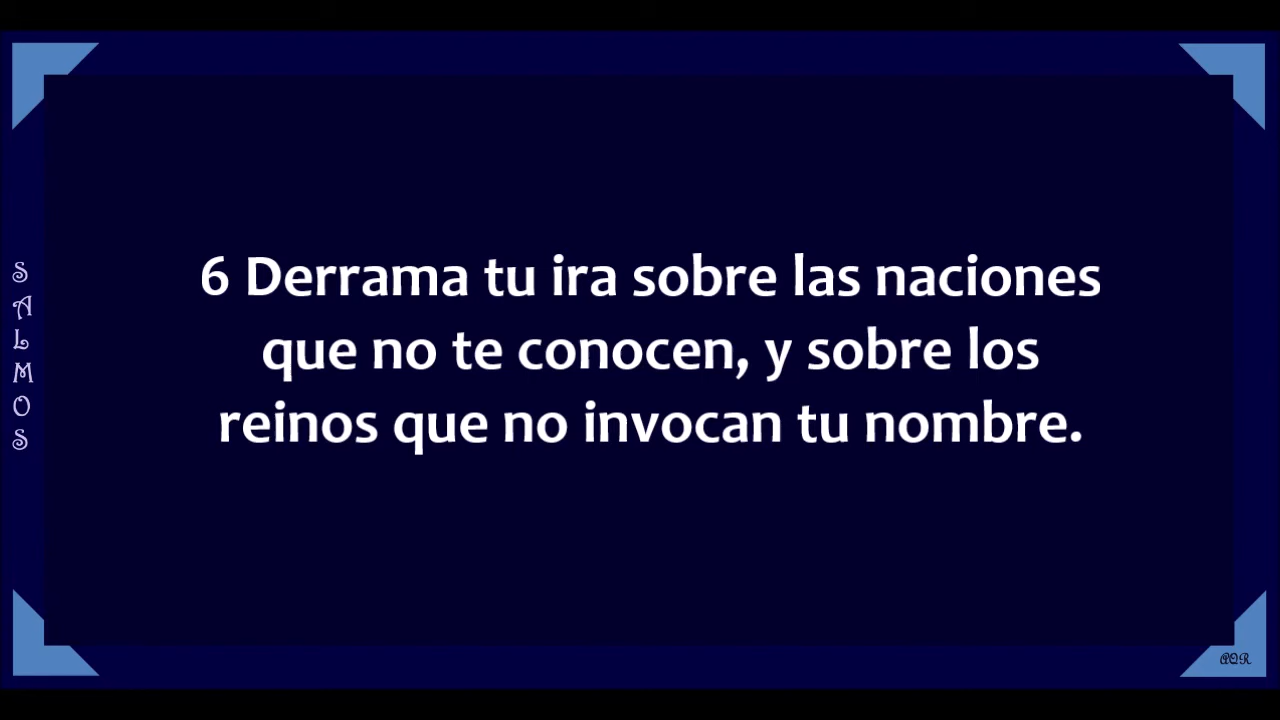 SALMOS
6 Derrama tu ira sobre las naciones
que no te conocen, y sobre los
reinos que no invocan tu nombre.